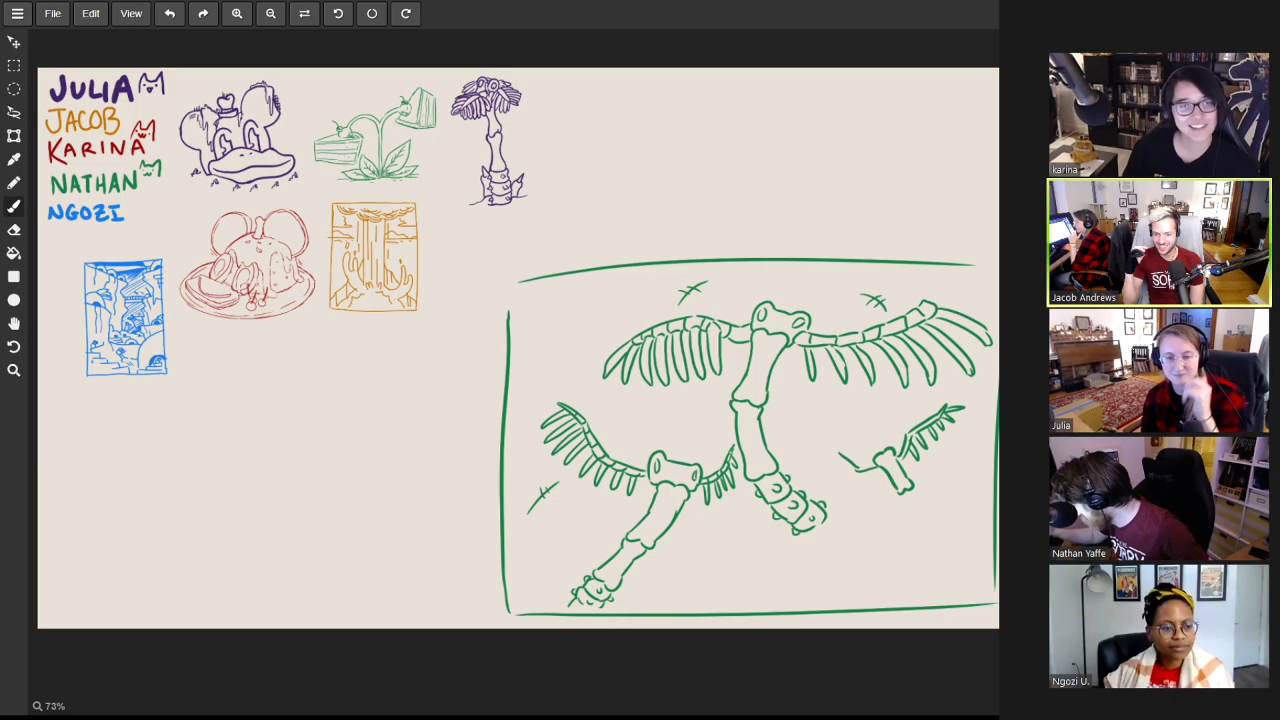 File Edit View
JULIA
JACOB
KARINA
NATHAN
NGOZI
karina
Jacob Andrews
Julia
Nathan Yaffe
Ngozi U.
73%